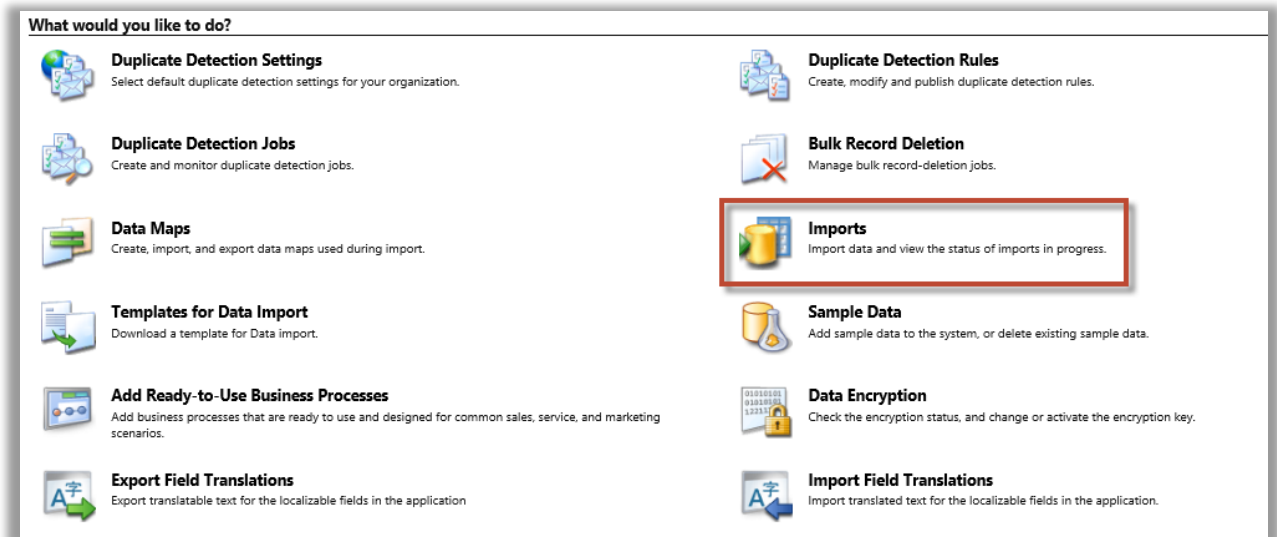 What would you like to do?
Duplicate Detection Settings
Select default duplicate detection settings for your organization.
Duplicate Detection Rules
Create, modify and publish duplicate detection rules.
Duplicate Detection Jobs
Create and monitor duplicate detection jobs.
Bulk Record Deletion
Manage bulk record-deletion jobs.
Data Maps
Create, import, and export data maps used during import.
Imports
Import data and view the status of imports in progress.
Templates for Data Import
Download a template for Data import.
Sample Data
Add sample data to the system, or delete existing sample data.
Add Ready-to-Use Business Processes
Add business processes that are ready to use and designed for common sales, service, and marketing
scenarios.
Data Encryption
Check the encryption status, and change or activate the encryption key.
Export Field Translations
Export translatable text for the localizable fields in the application
Import Field Translations
Import translated text for the localizable fields in the application.